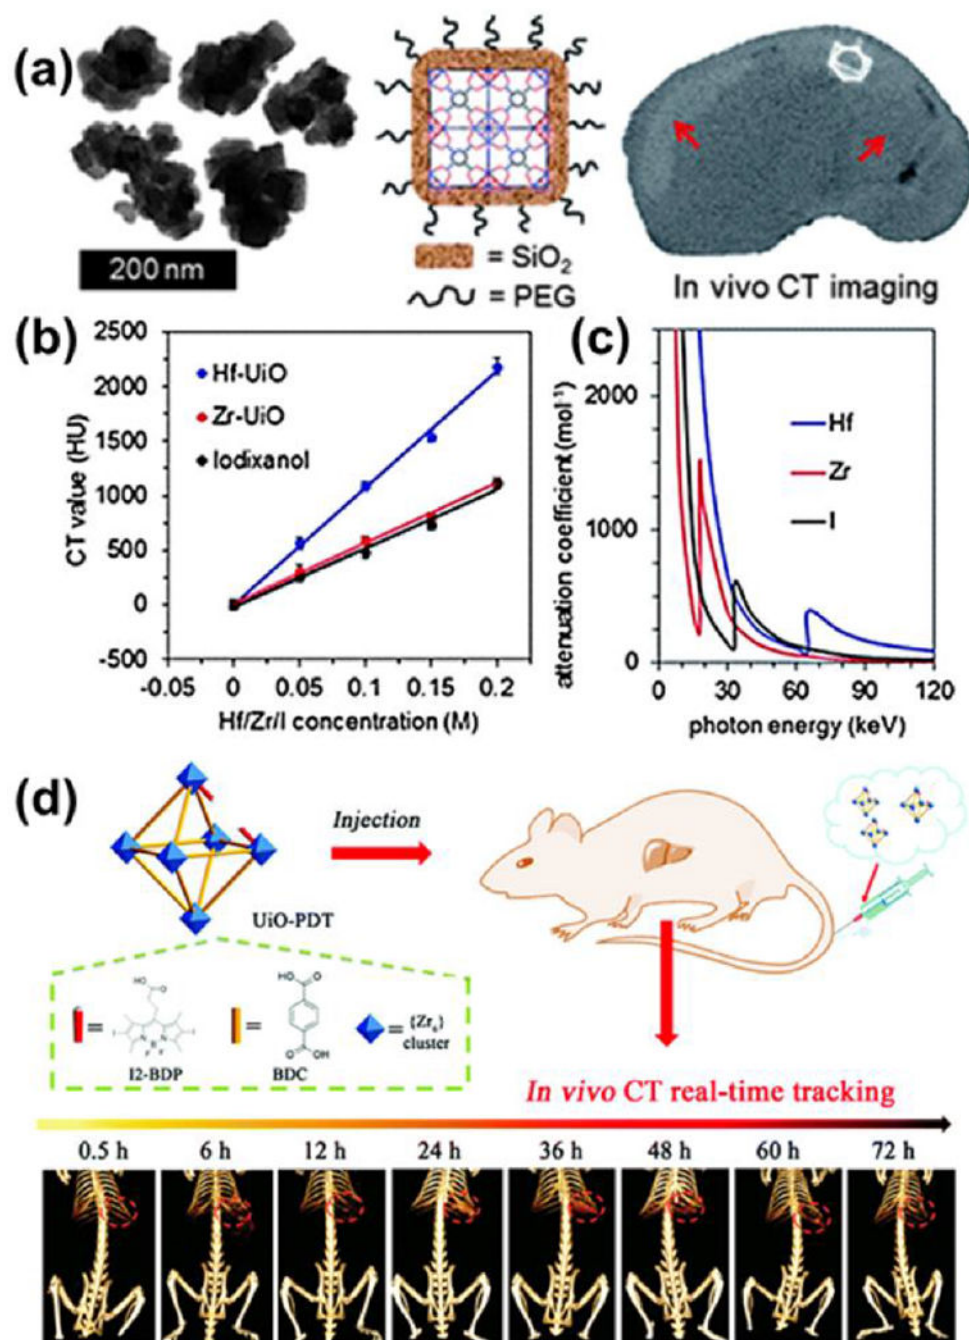 (a)
200 nm
= SiO2
= PEG
In vivo CT imaging
(b)
2500
2000
1500
1000
500
0
-500
CT value (HU)
Hf-UiO
Zr-UiO
Iodixanol
-0.05 0 0.05 0.1 0.15 0.2
Hf/Zr/I concentration (M)
(c)
2000
1000
0
attenuation coefficient (mol-1)
Hf
Zr
I
0 30 60 90 120
photon energy (keV)
(d)
Injection
UiO-PDT
HO O
I I
N N
B
F F
=
I2-BDP
HO O
O OH
=
BDC
= {Zr6}
cluster
In vivo CT real-time tracking
0.5 h 6 h 12 h 24 h 36 h 48 h 60 h 72 h